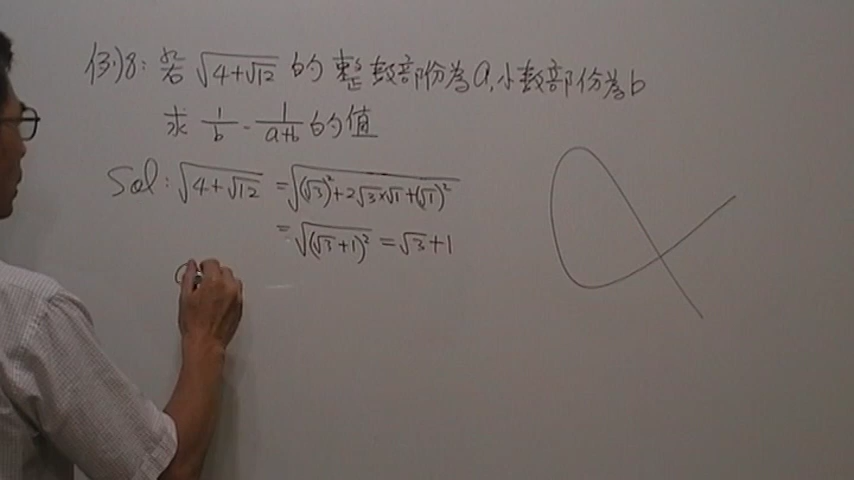 例8: 若 √(4+√12) 的整數部份為a,小數部份為b
求 1/b - 1/(a+b) 的值
Sol: √(4+√12) = √((√3)²+2√3×√1+(√1)²)
= √((√3+1)²) = √3+1